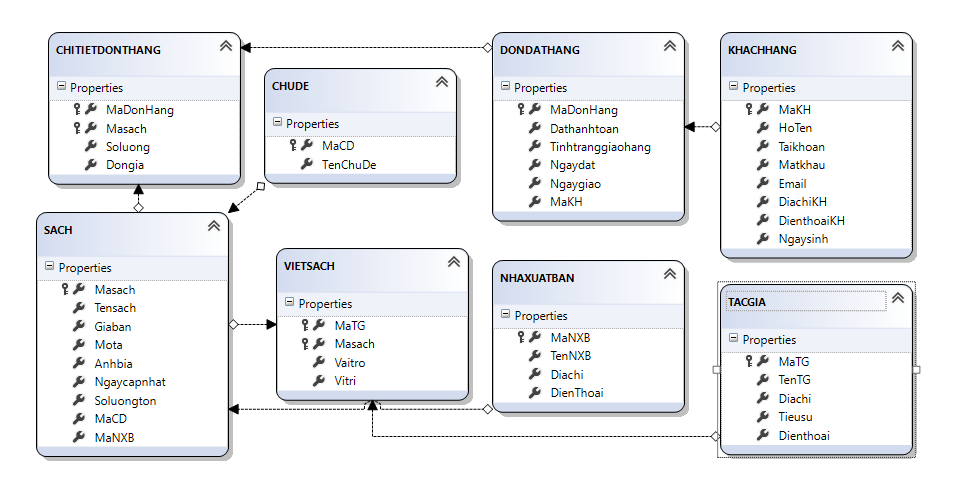 CHITIETDONTHANG
Properties
MaDonHang
Masach
Soluong
Dongia
CHUDE
Properties
MaCD
TenChuDe
DONDATHANG
Properties
MaDonHang
Dathanhtoan
Tinhtranggiaohang
Ngaydat
Ngaygiao
MaKH
KHACHHANG
Properties
MaKH
HoTen
Taikhoan
Matkhau
Email
DiachiKH
DienthoaiKH
Ngaysinh
SACH
Properties
Masach
Tensach
Giaban
Mota
Anhbia
Ngaycapnhat
Soluongton
MaCD
MaNXB
VIETSACH
Properties
MaTG
Masach
Vaitro
Vitri
NHAXUATBAN
Properties
MaNXB
TenNXB
Diachi
DienThoai
TACGIA
Properties
MaTG
TenTG
Diachi
Tieusu
Dienthoai